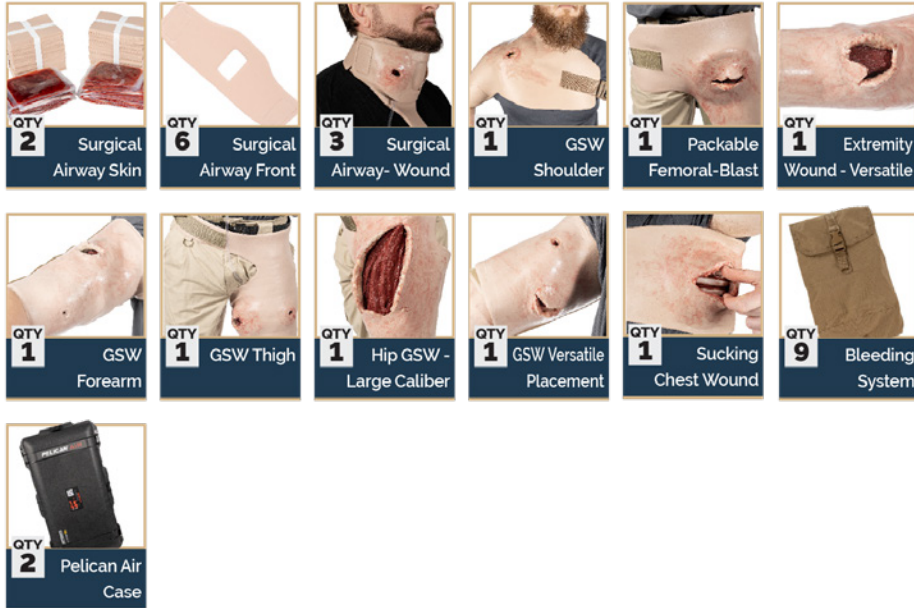 QTY
2
Surgical
Airway Skin
QTY
6
Surgical
Airway Front
QTY
3
Surgical
Airway- Wound
QTY
1
GSW
Shoulder
QTY
1
Packable
Femoral-Blast
QTY
1
Extremity
Wound - Versatile
QTY
1
GSW
Forearm
QTY
1
GSW Thigh
QTY
1
Hip GSW -
Large Caliber
QTY
1
GSW Versatile
Placement
QTY
1
Sucking
Chest Wound
QTY
9
Bleeding
System
PELICAN
QTY
2
Pelican Air
Case